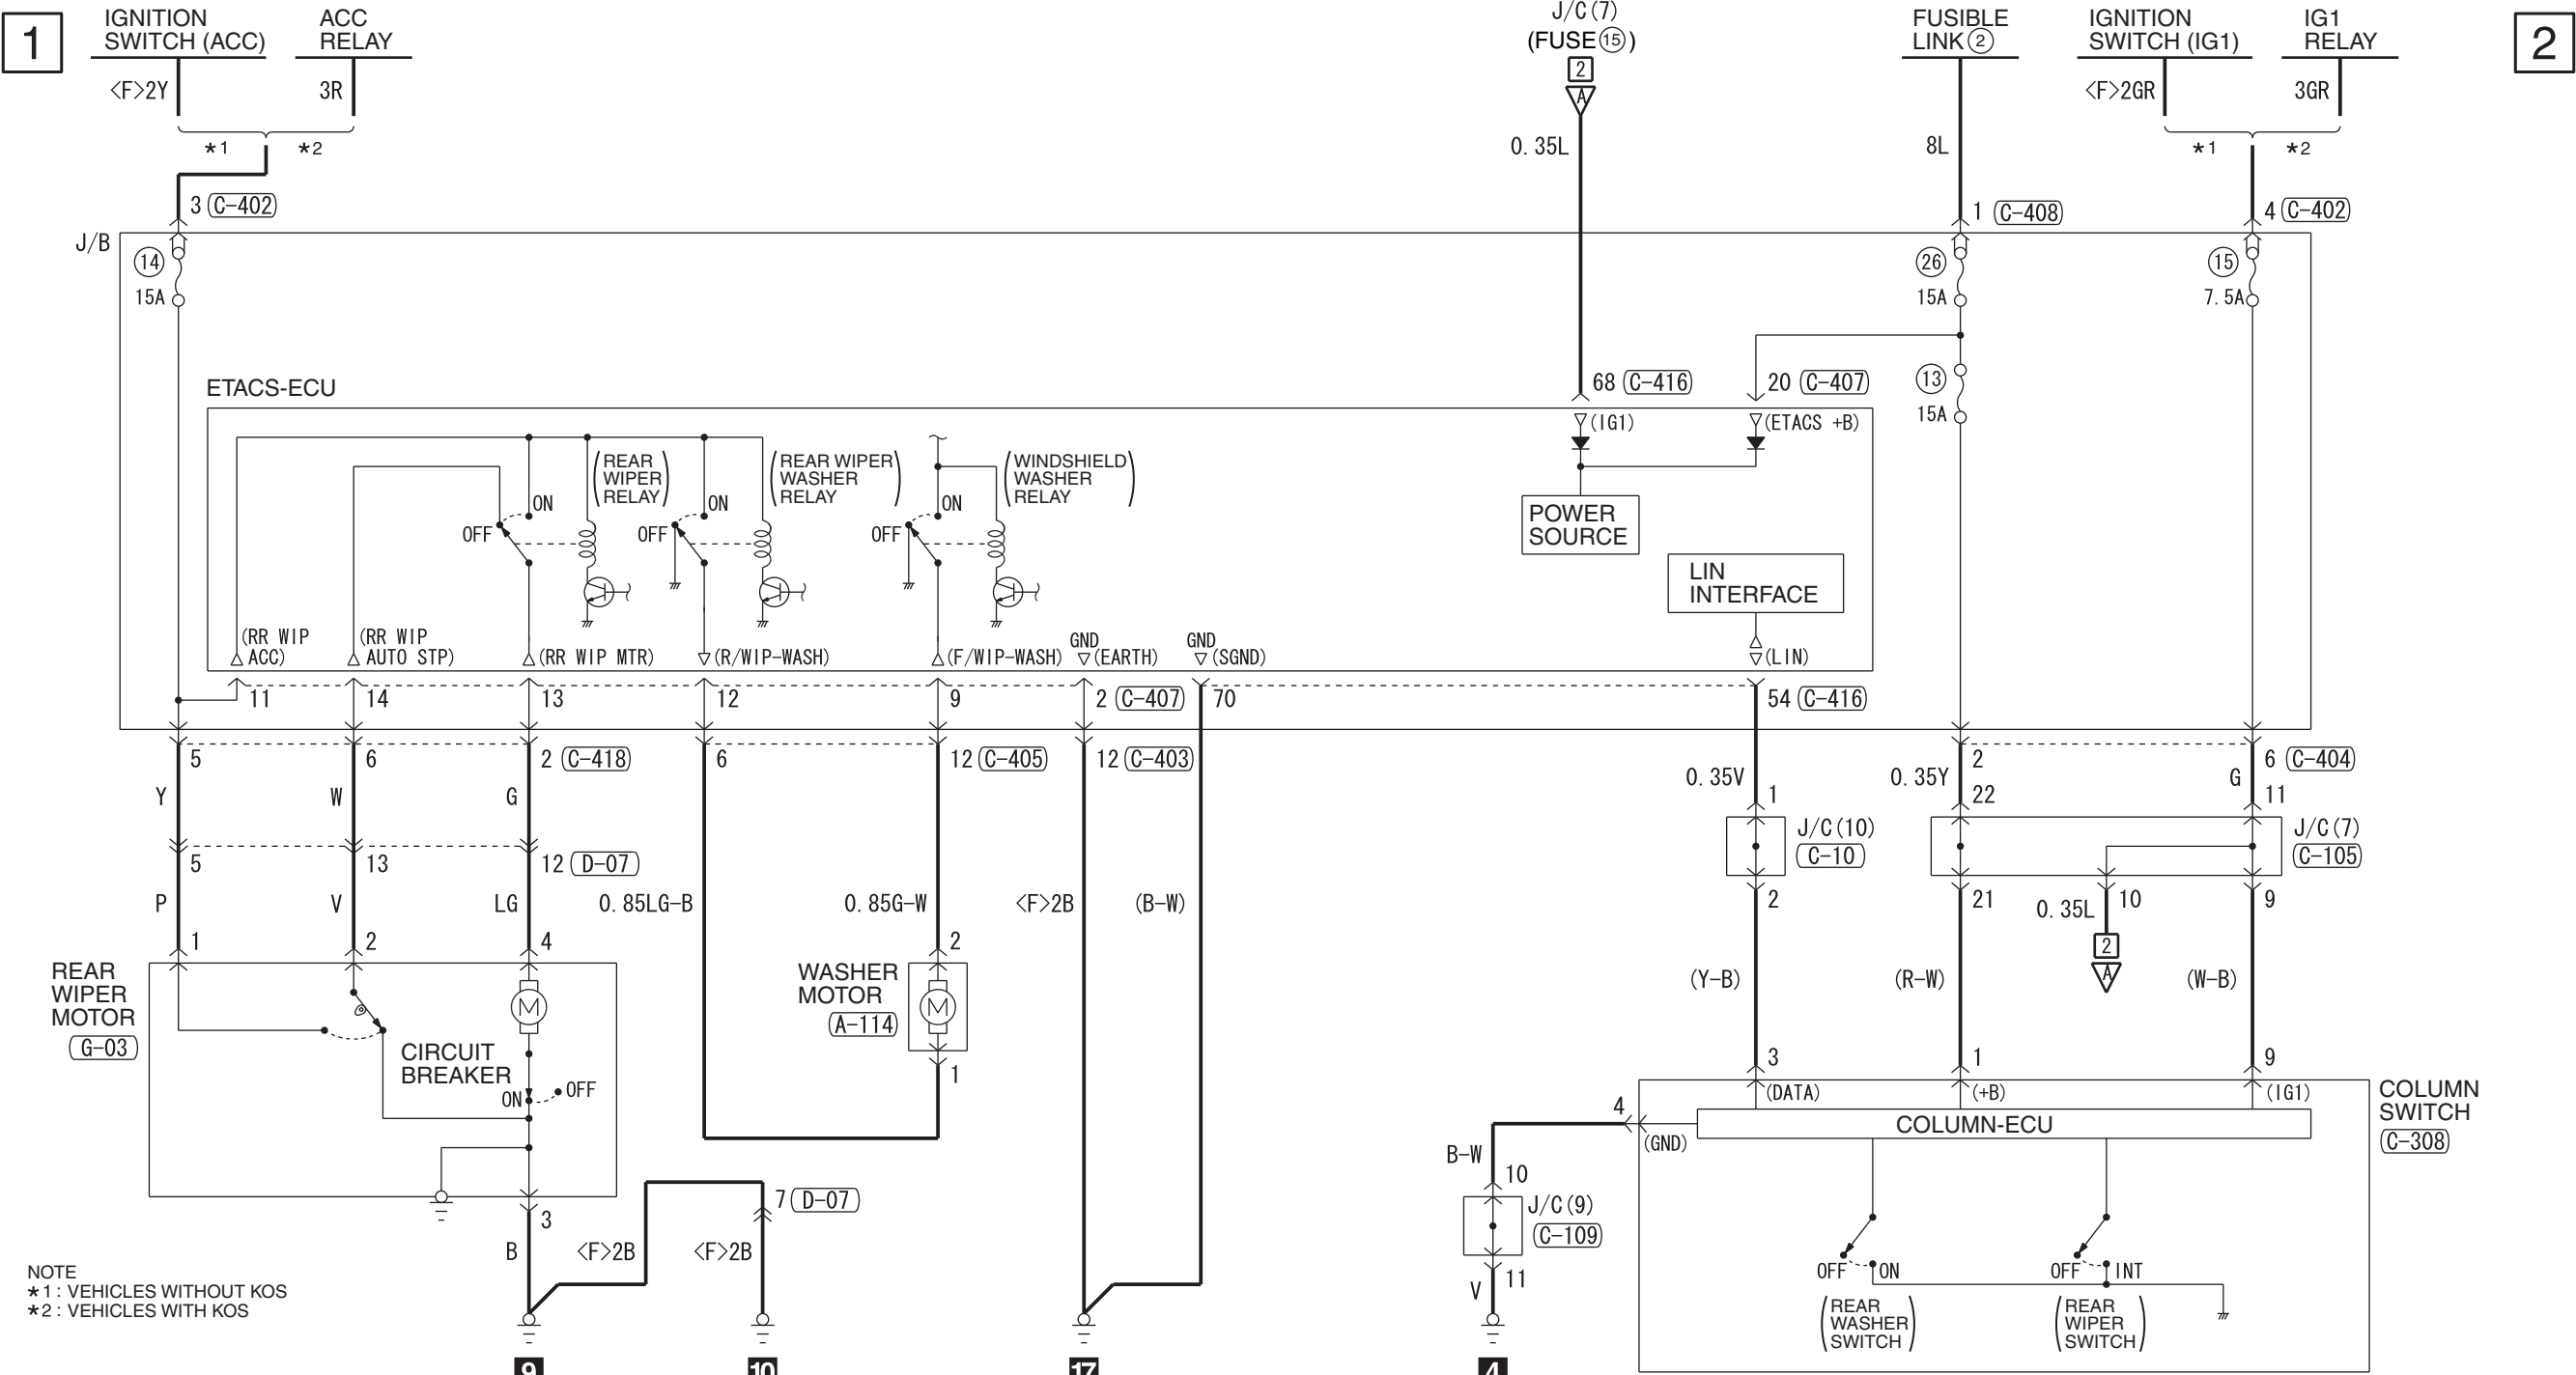 1
IGNITION
SWITCH (ACC)
ACC
RELAY
J/C(7)
(FUSE⑮)
FUSIBLE
LINK②
IGNITION
SWITCH (IG1)
IG1
RELAY
2
<F>2Y
3R
2
A
<F>2GR
3GR
*1
*2
0.35L
8L
*1
*2
3 C-402
1 C-408
4 C-402
J/B
14
15A
26
15A
15
7.5A
ETACS-ECU
68 C-416
20 C-407
13
15A
(IG1)
(ETACS +B)
(REAR
WIPER
RELAY)
(REAR WIPER
WASHER
RELAY)
(WINDSHIELD
WASHER
RELAY)
ON
OFF
ON
OFF
ON
OFF
POWER
SOURCE
LIN
INTERFACE
(RR WIP
ACC)
(RR WIP
AUTO STP)
(RR WIP MTR)
(R/WIP-WASH)
(F/WIP-WASH)
GND
(EARTH)
GND
(SGND)
(LIN)
11
14
13
12
9
2 C-407
70
54 C-416
5
6
2 C-418
6
12 C-405
12 C-403
2
6 C-404
Y
W
G
0.35V
0.35Y
G
1
22
11
5
13
12 D-07
J/C(10)
C-10
J/C(7)
C-105
P
V
LG
0.85LG-B
0.85G-W
<F>2B
(B-W)
2
21
0.35L
10
9
2
A
1
2
4
2
REAR
WIPER
MOTOR
G-03
M
WASHER
MOTOR
A-114
M
(Y-B)
(R-W)
(W-B)
CIRCUIT
BREAKER
ON
OFF
1
3
1
9
(DATA)
(+B)
(IG1)
COLUMN
SWITCH
C-308
4
(GND)
COLUMN-ECU
B-W
10
J/C(9)
C-109
11
V
3
B
<F>2B
<F>2B
7 D-07
OFF
ON
OFF
INT
(REAR
WASHER
SWITCH)
(REAR
WIPER
SWITCH)
NOTE
*1 : VEHICLES WITHOUT KOS
*2 : VEHICLES WITH KOS
9
10
17
4